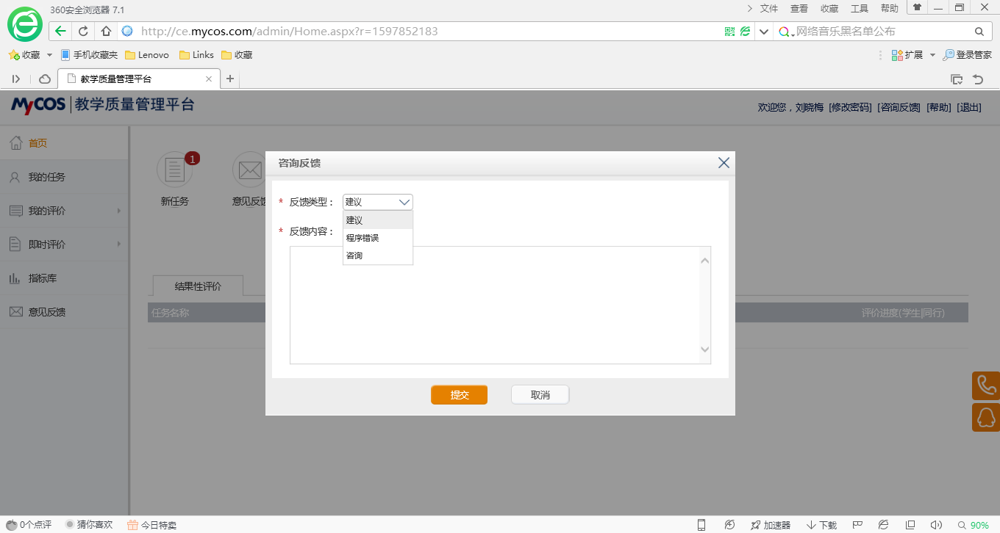 360安全浏览器 7.1
文件 查看 收藏 工具 帮助
http://ce.mycos.com/admin/Home.aspx?r=1597852183
网络音乐黑名单公布
收藏 手机收藏夹 Lenovo Links 收藏
扩展 登录管家
教学质量管理平台
MyCOS 教学质量管理平台
欢迎您，刘晓梅 [修改密码] [咨询反馈] [帮助] [退出]
首页
我的任务
我的评价
即时评价
指标库
意见反馈
1
新任务
意见反馈
咨询反馈
* 反馈类型：
建议
建议
程序错误
咨询
* 反馈内容：
提交
取消
结果性评价
任务名称
评价进度(学生|同行)
0个点评 猜你喜欢 今日特卖
加速器 下载 90%